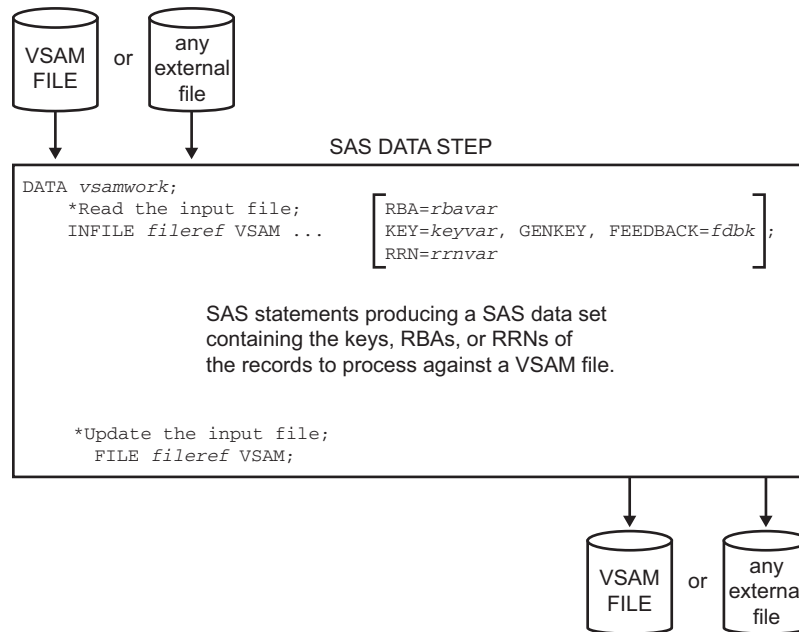 VSAM
FILE
or
any
external
file
SAS DATA STEP
DATA vsamwork;
*Read the input file;
INFILE fileref VSAM ...
RBA=rbavar
KEY=keyvar, GENKEY, FEEDBACK=fdbk ;
RRN=rrnvar
SAS statements producing a SAS data set
containing the keys, RBAs, or RRNs of
the records to process against a VSAM file.
*Update the input file;
FILE fileref VSAM;
VSAM
FILE
or
any
external
file